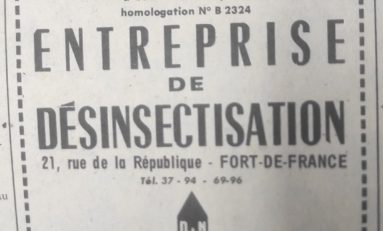 homologation N° B 2324
ENTREPRISE
DE
DÉSINSECTISATION
21, rue de la République - FORT-DE-FRANCE
Tél. 37 - 94 - 69-96
D.N